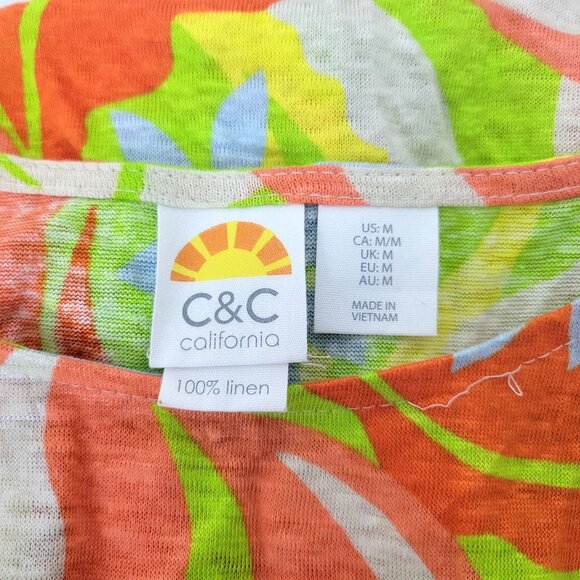 C&C
california
100% linen
US: M
CA: M/M
UK: M
EU: M
AU: M
MADE IN
VIETNAM